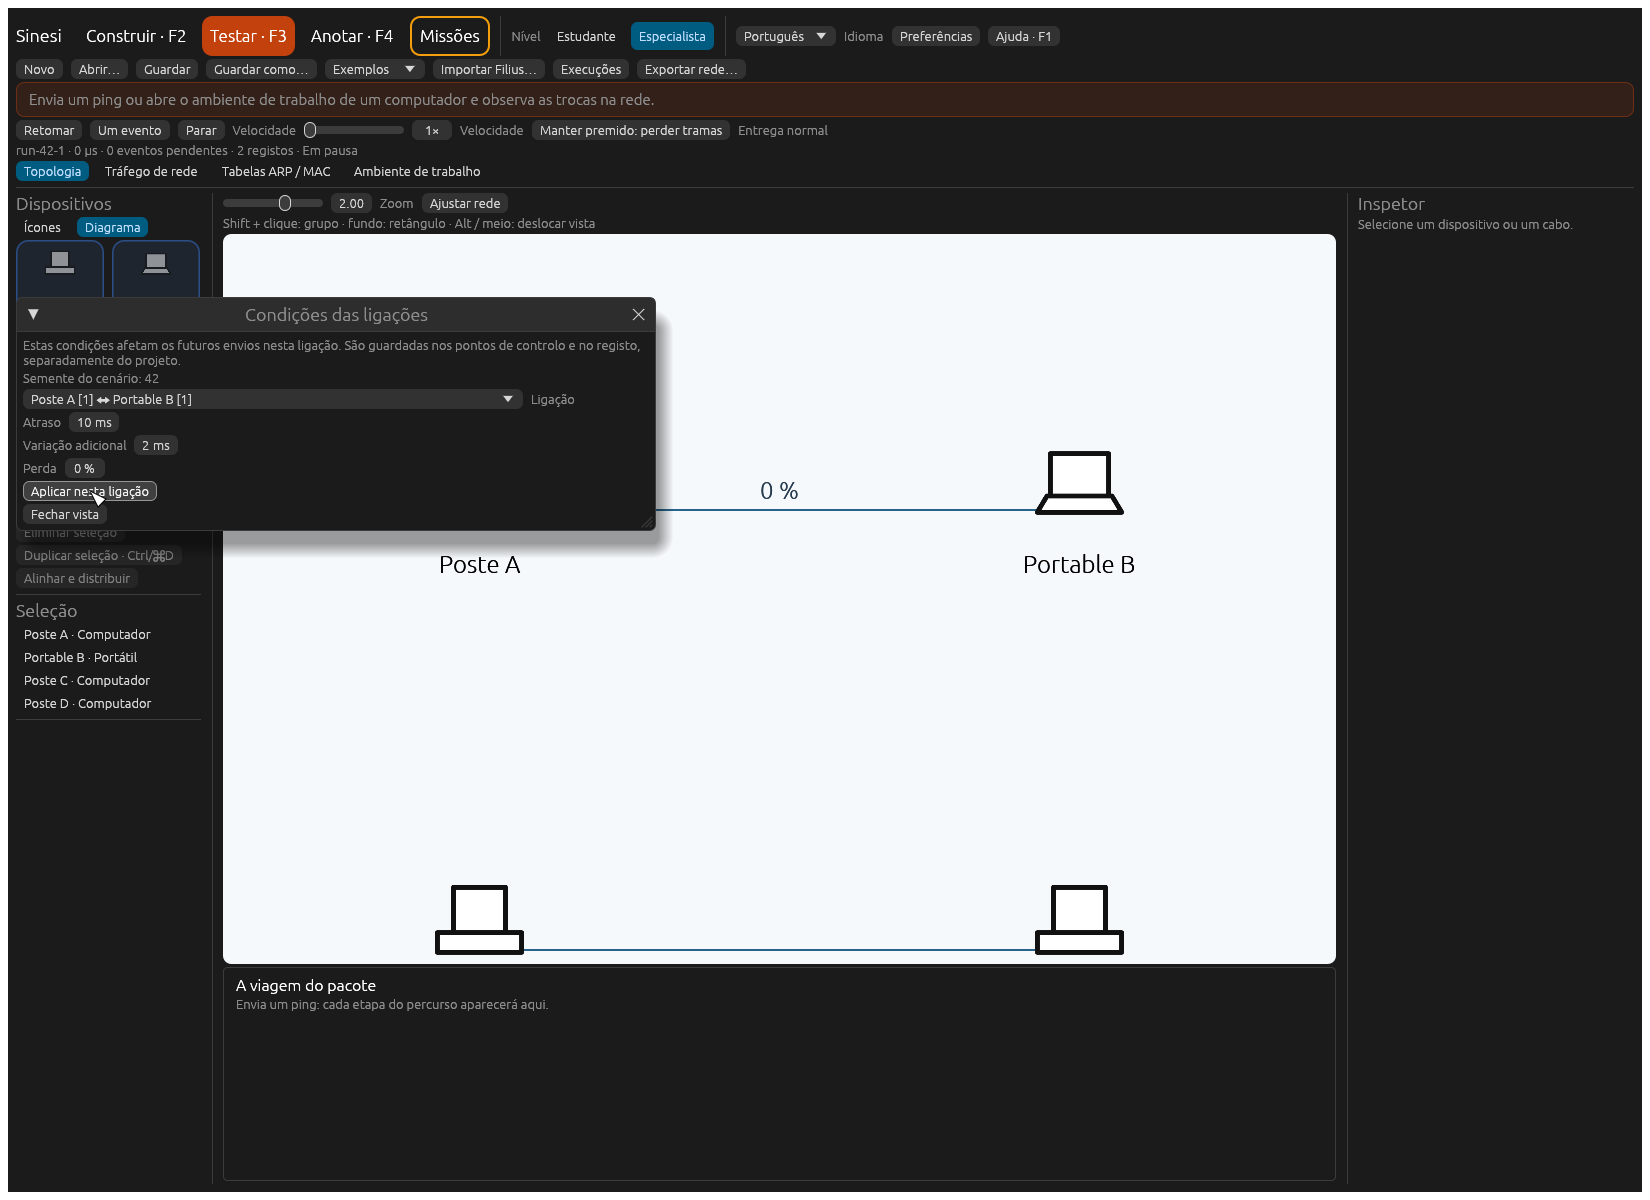 Sinesi Construir · F2 Testar · F3 Anotar · F4 Missões Nível Estudante Especialista Português Idioma Preferências Ajuda · F1
Novo Abrir... Guardar Guardar como... Exemplos Importar Filius... Execuções Exportar rede...
Envia um ping ou abre o ambiente de trabalho de um computador e observa as trocas na rede.
Retomar Um evento Parar Velocidade 1× Velocidade Manter premido: perder tramas Entrega normal
run-42-1 · 0 µs · 0 eventos pendentes · 2 registos · Em pausa
Topologia Tráfego de rede Tabelas ARP / MAC Ambiente de trabalho
Dispositivos
Ícones Diagrama
2.00 Zoom Ajustar rede
Shift + clique: grupo · fundo: retângulo · Alt / meio: deslocar vista
Inspetor
Selecione um dispositivo ou um cabo.
Condições das ligações
Estas condições afetam os futuros envios nesta ligação. São guardadas nos pontos de controlo e no registo,
separadamente do projeto.
Semente do cenário: 42
Poste A [1] ⬌ Portable B [1] Ligação
Atraso 10 ms
Variação adicional 2 ms
Perda 0 %
Aplicar nesta ligação
Fechar vista
Eliminar seleção
Duplicar seleção · Ctrl/⌘D
Alinhar e distribuir
Seleção
Poste A · Computador
Portable B · Portátil
Poste C · Computador
Poste D · Computador
0 %
Poste A Portable B
A viagem do pacote
Envia um ping: cada etapa do percurso aparecerá aqui.